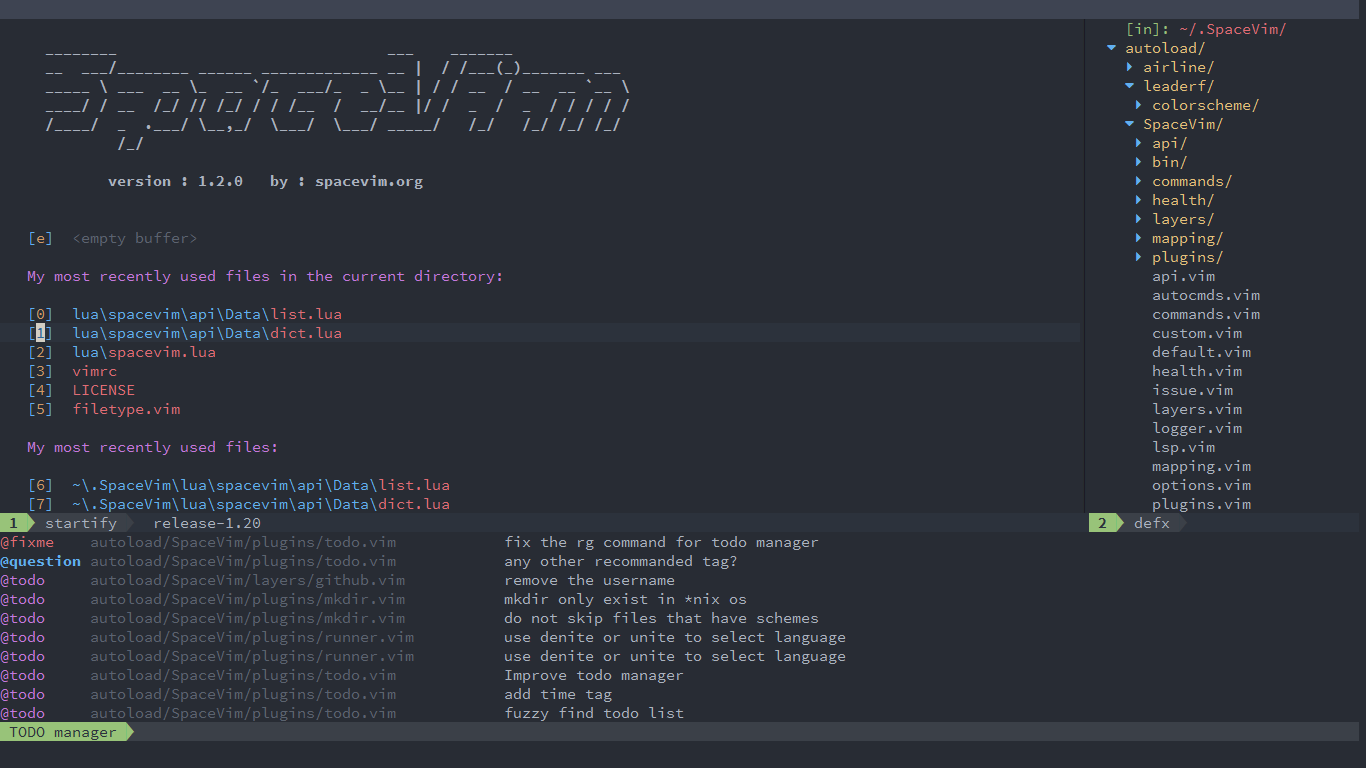 ________                              ___    _______
__  ___/________ ______ _____________ __ |  / /___(_)_______ ___
_____ \ ___  __ \_  __ `/_  ___/_  _ \__ | / / __  / __  __ `__ \
____/ / __  /_/ // /_/ / / /__  /  __/__ |/ /  _  /  _  / / / / /
/____/  _  .___/ \__,_/  \___/  \___/ _____/   /_/   /_/ /_/ /_/
        /_/
version : 1.2.0   by : spacevim.org
[e]  <empty buffer>
My most recently used files in the current directory:
[0]  lua\spacevim\api\Data\list.lua
[1]  lua\spacevim\api\Data\dict.lua
[2]  lua\spacevim.lua
[3]  vimrc
[4]  LICENSE
[5]  filetype.vim
My most recently used files:
[6]  ~\.SpaceVim\lua\spacevim\api\Data\list.lua
[7]  ~\.SpaceVim\lua\spacevim\api\Data\dict.lua
1 startify release-1.20
[in]: ~/.SpaceVim/
autoload/
airline/
leaderf/
colorscheme/
SpaceVim/
api/
bin/
commands/
health/
layers/
mapping/
plugins/
api.vim
autocmds.vim
commands.vim
custom.vim
default.vim
health.vim
issue.vim
layers.vim
logger.vim
lsp.vim
mapping.vim
options.vim
plugins.vim
2 defx
@fixme    autoload/SpaceVim/plugins/todo.vim            fix the rg command for todo manager
@question autoload/SpaceVim/plugins/todo.vim            any other recommanded tag?
@todo     autoload/SpaceVim/layers/github.vim           remove the username
@todo     autoload/SpaceVim/plugins/mkdir.vim           mkdir only exist in *nix os
@todo     autoload/SpaceVim/plugins/mkdir.vim           do not skip files that have schemes
@todo     autoload/SpaceVim/plugins/runner.vim          use denite or unite to select language
@todo     autoload/SpaceVim/plugins/runner.vim          use denite or unite to select language
@todo     autoload/SpaceVim/plugins/todo.vim            Improve todo manager
@todo     autoload/SpaceVim/plugins/todo.vim            add time tag
@todo     autoload/SpaceVim/plugins/todo.vim            fuzzy find todo list
TODO manager